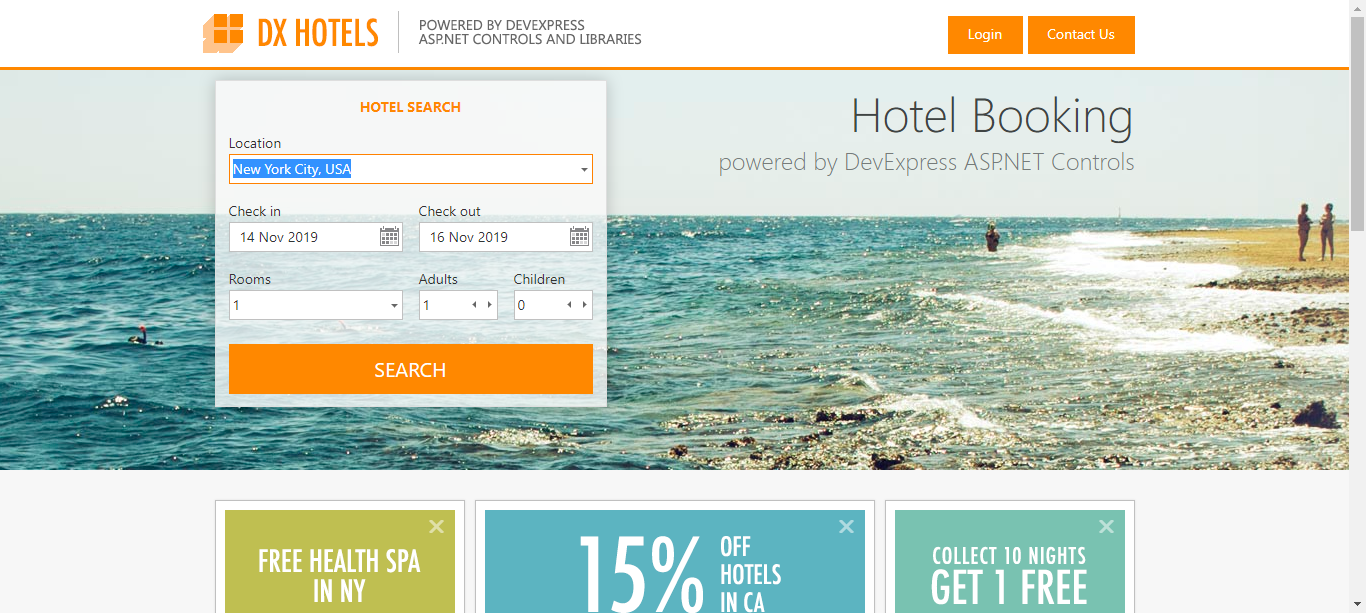 DX HOTELS
POWERED BY DEVEXPRESS
ASP.NET CONTROLS AND LIBRARIES
Login
Contact Us
HOTEL SEARCH
Location
New York City, USA
Check in
Check out
14 Nov 2019
16 Nov 2019
Rooms
Adults
Children
1
1
0
SEARCH
Hotel Booking
powered by DevExpress ASP.NET Controls
FREE HEALTH SPA
IN NY
15%
OFF
HOTELS
IN CA
COLLECT 10 NIGHTS
GET 1 FREE